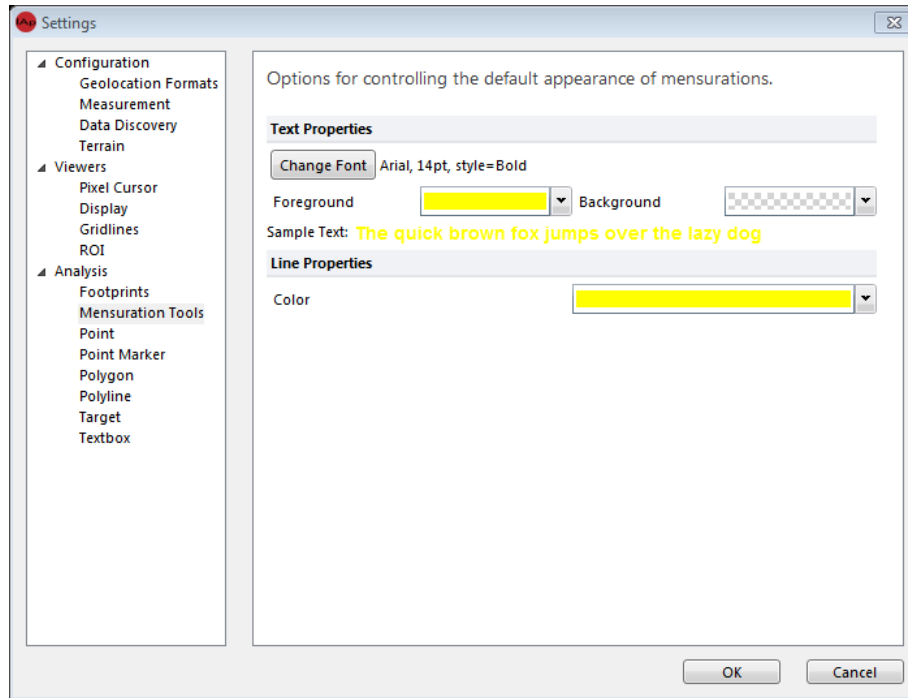 IAp Settings
Configuration
Geolocation Formats
Measurement
Data Discovery
Terrain
Viewers
Pixel Cursor
Display
Gridlines
ROI
Analysis
Footprints
Mensuration Tools
Point
Point Marker
Polygon
Polyline
Target
Textbox
Options for controlling the default appearance of mensurations.
Text Properties
Change Font Arial, 14pt, style=Bold
Foreground Background
Sample Text: The quick brown fox jumps over the lazy dog
Line Properties
Color
OK Cancel